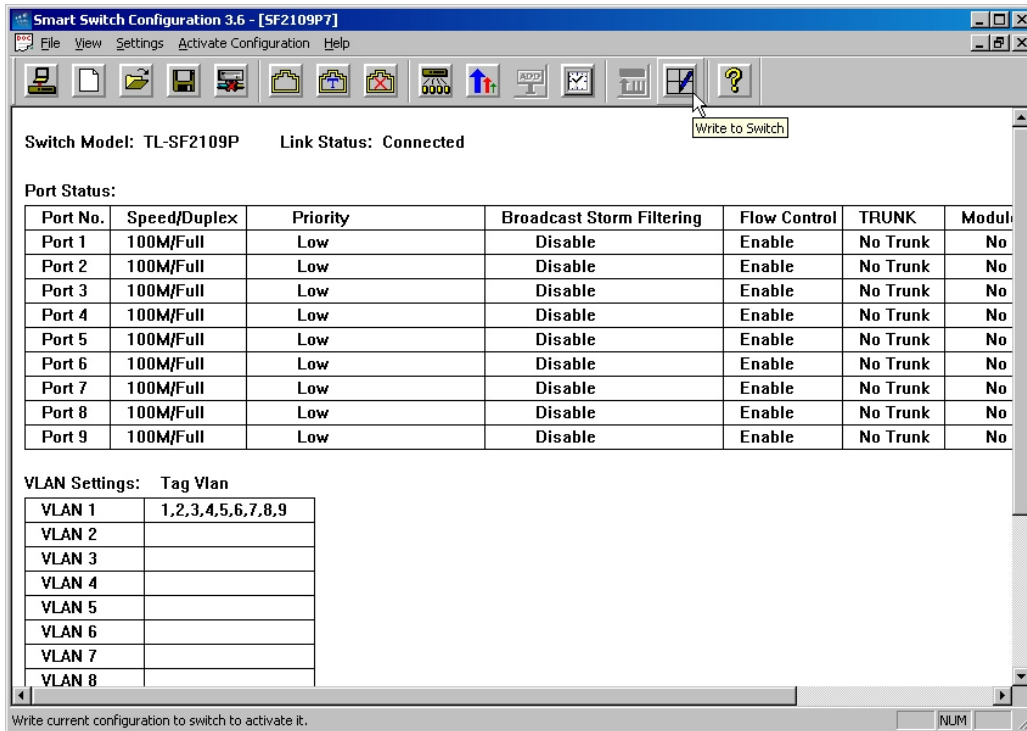 Smart Switch Configuration 3.6 - [SF2109P7]
DOC File View Settings Activate Configuration Help
T ADD ?
Write to Switch
Switch Model: TL-SF2109P Link Status: Connected
Port Status:
Port No. Speed/Duplex Priority Broadcast Storm Filtering Flow Control TRUNK Module
Port 1 100M/Full Low Disable Enable No Trunk No
Port 2 100M/Full Low Disable Enable No Trunk No
Port 3 100M/Full Low Disable Enable No Trunk No
Port 4 100M/Full Low Disable Enable No Trunk No
Port 5 100M/Full Low Disable Enable No Trunk No
Port 6 100M/Full Low Disable Enable No Trunk No
Port 7 100M/Full Low Disable Enable No Trunk No
Port 8 100M/Full Low Disable Enable No Trunk No
Port 9 100M/Full Low Disable Enable No Trunk No
VLAN Settings: Tag Vlan
VLAN 1 1,2,3,4,5,6,7,8,9
VLAN 2
VLAN 3
VLAN 4
VLAN 5
VLAN 6
VLAN 7
VLAN 8
Write current configuration to switch to activate it. NUM